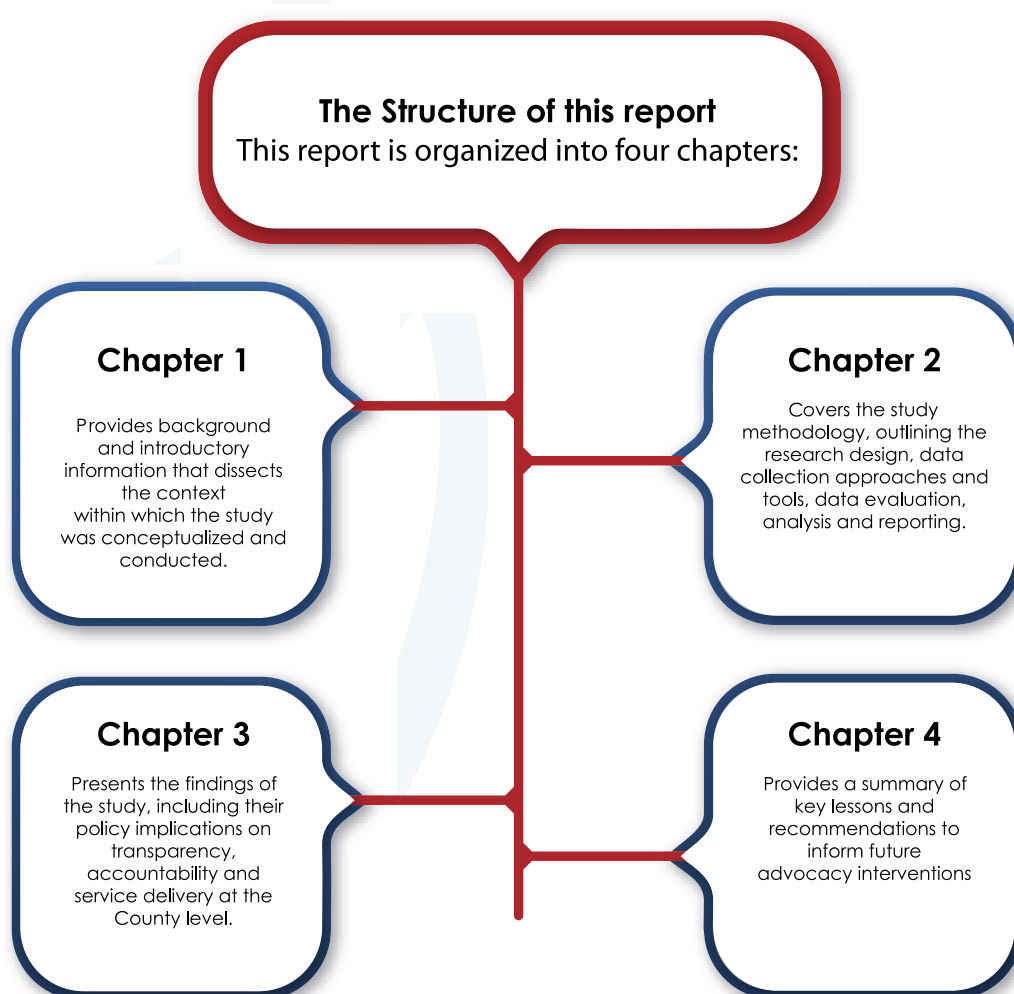 The Structure of this report
This report is organized into four chapters:
Chapter 1
Provides background
and introductory
information that dissects
the context
within which the study
was conceptualized and
conducted.
Chapter 2
Covers the study
methodology, outlining the
research design, data
collection approaches and
tools, data evaluation,
analysis and reporting.
Chapter 3
Presents the findings of
the study, including their
policy implications on
transparency,
accountability and
service delivery at the
County level.
Chapter 4
Provides a summary of
key lessons and
recommendations to
inform future
advocacy interventions